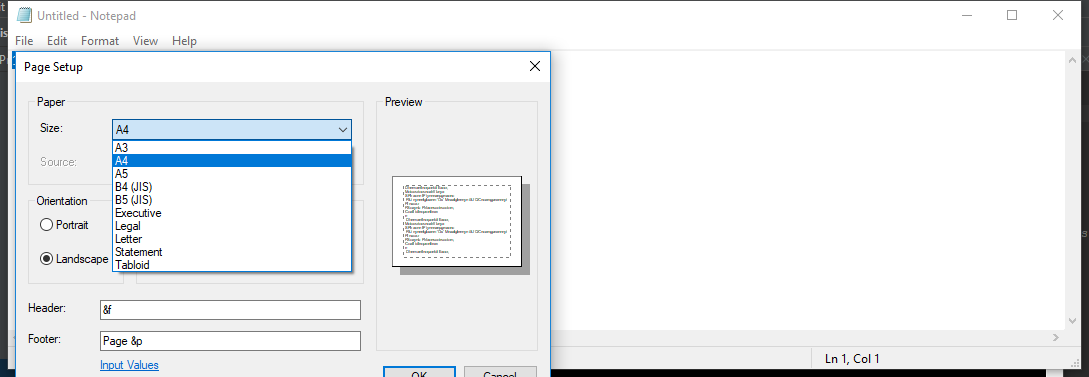 Untitled - Notepad
File Edit Format View Help
Page Setup
Paper
Size:
A4
A3
A4
A5
B4 (JIS)
B5 (JIS)
Executive
Legal
Letter
Statement
Tabloid
Source:
Orientation
Portrait
Landscape
Preview
Header:
&f
Footer:
Page &p
Input Values
OK
Cancel
Ln 1, Col 1